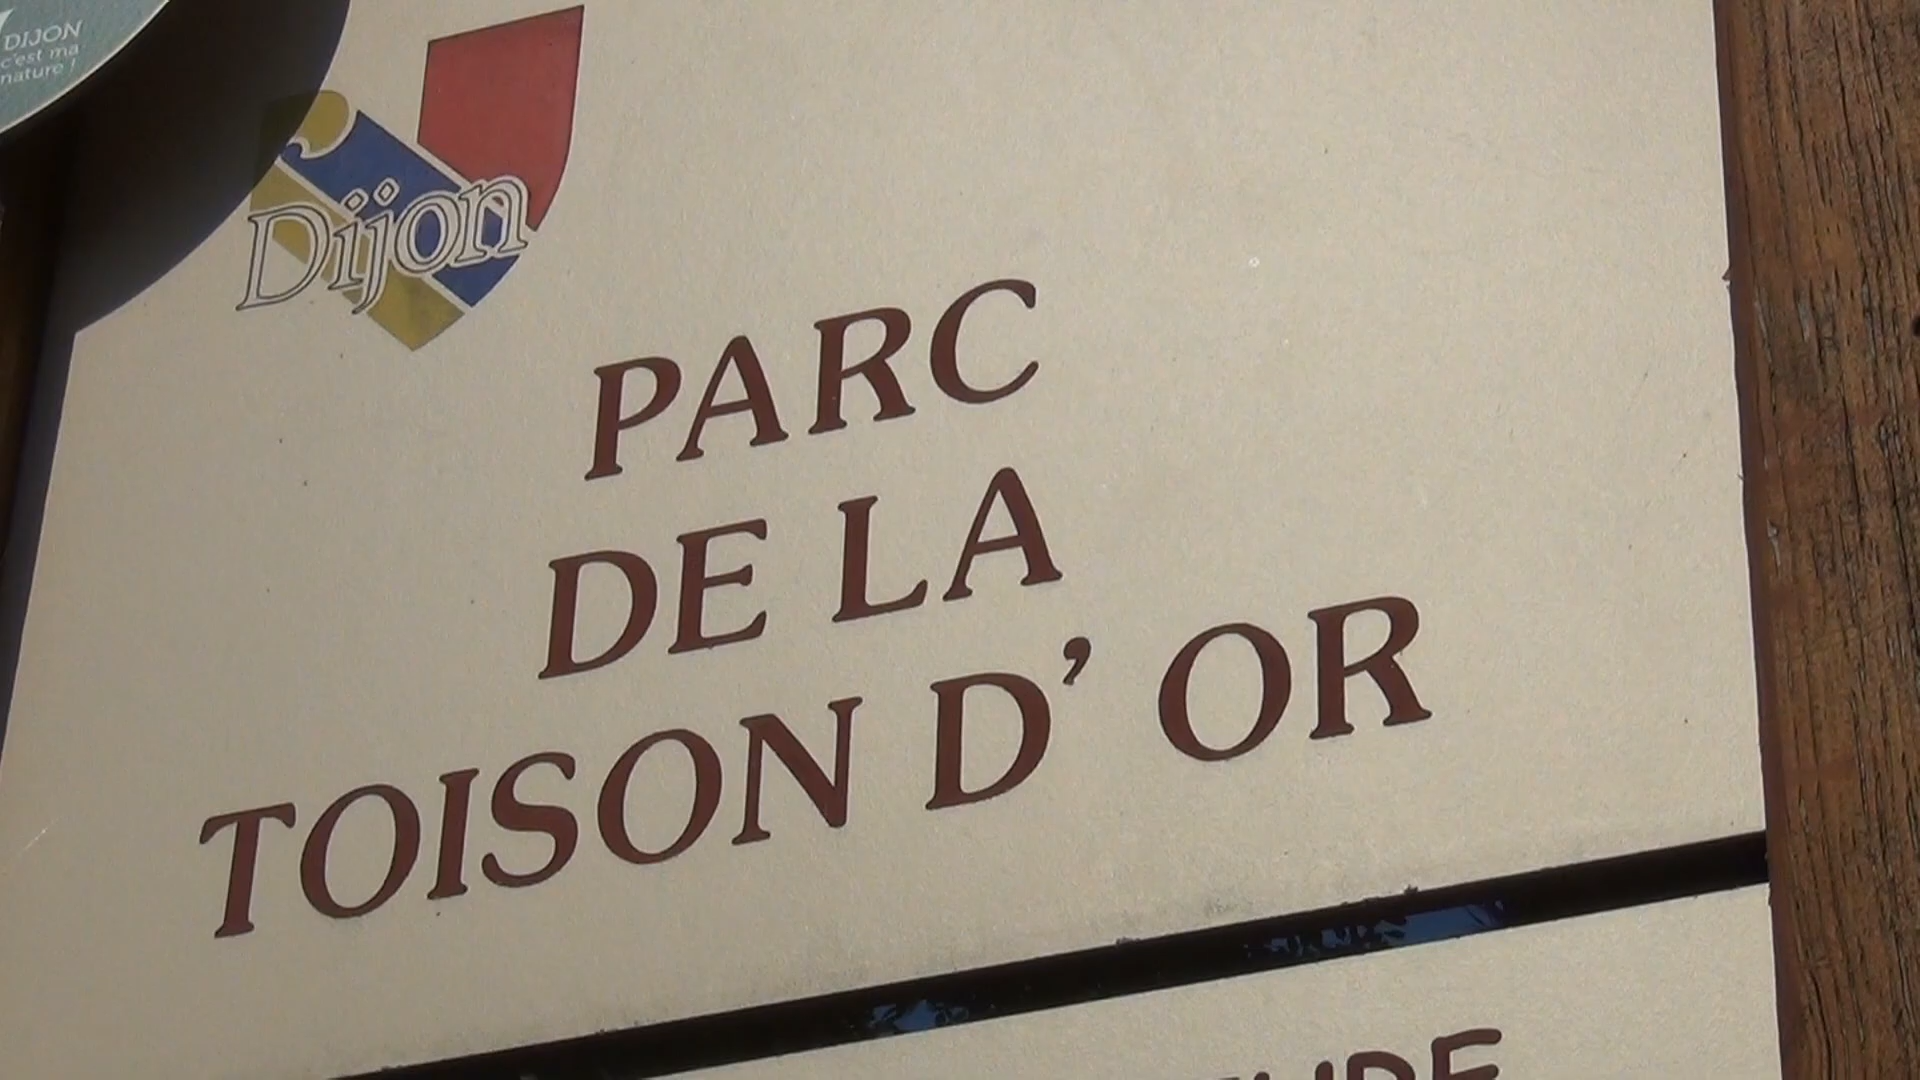 DIJON
c'est ma
nature !
Dijon
PARC
DE LA
TOISON D' OR